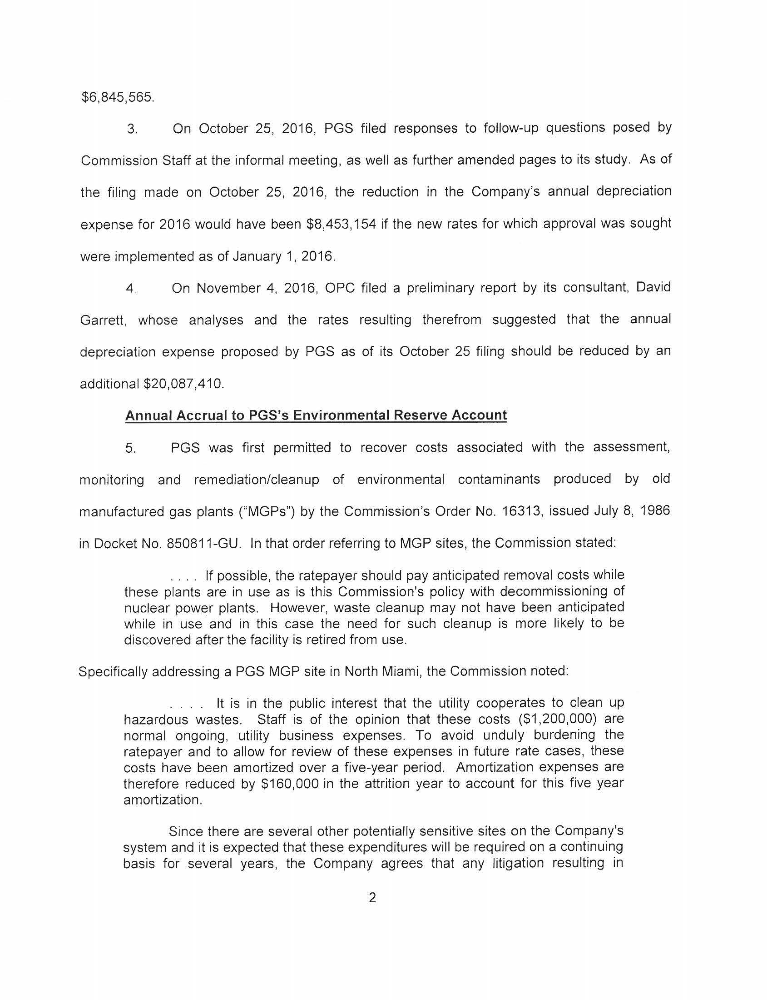 $6,845,565.
3. On October 25, 2016, PGS filed responses to follow-up questions posed by
Commission Staff at the informal meeting, as well as further amended pages to its study. As of
the filing made on October 25, 2016, the reduction in the Company's annual depreciation
expense for 2016 would have been $8,453,154 if the new rates for which approval was sought
were implemented as of January 1, 2016.
4. On November 4, 2016, OPC filed a preliminary report by its consultant, David
Garrett, whose analyses and the rates resulting therefrom suggested that the annual
depreciation expense proposed by PGS as of its October 25 filing should be reduced by an
additional $20,087,410.
Annual Accrual to PGS's Environmental Reserve Account
5. PGS was first permitted to recover costs associated with the assessment,
monitoring and remediation/cleanup of environmental contaminants produced by old
manufactured gas plants ("MGPs") by the Commission's Order No. 16313, issued July 8, 1986
in Docket No. 850811-GU. In that order referring to MGP sites, the Commission stated:
. . . . If possible, the ratepayer should pay anticipated removal costs while
these plants are in use as is this Commission's policy with decommissioning of
nuclear power plants. However, waste cleanup may not have been anticipated
while in use and in this case the need for such cleanup is more likely to be
discovered after the facility is retired from use.
Specifically addressing a PGS MGP site in North Miami, the Commission noted:
. . . . It is in the public interest that the utility cooperates to clean up
hazardous wastes. Staff is of the opinion that these costs ($1,200,000) are
normal ongoing, utility business expenses. To avoid unduly burdening the
ratepayer and to allow for review of these expenses in future rate cases, these
costs have been amortized over a five-year period. Amortization expenses are
therefore reduced by $160,000 in the attrition year to account for this five year
amortization.
Since there are several other potentially sensitive sites on the Company's
system and it is expected that these expenditures will be required on a continuing
basis for several years, the Company agrees that any litigation resulting in
2